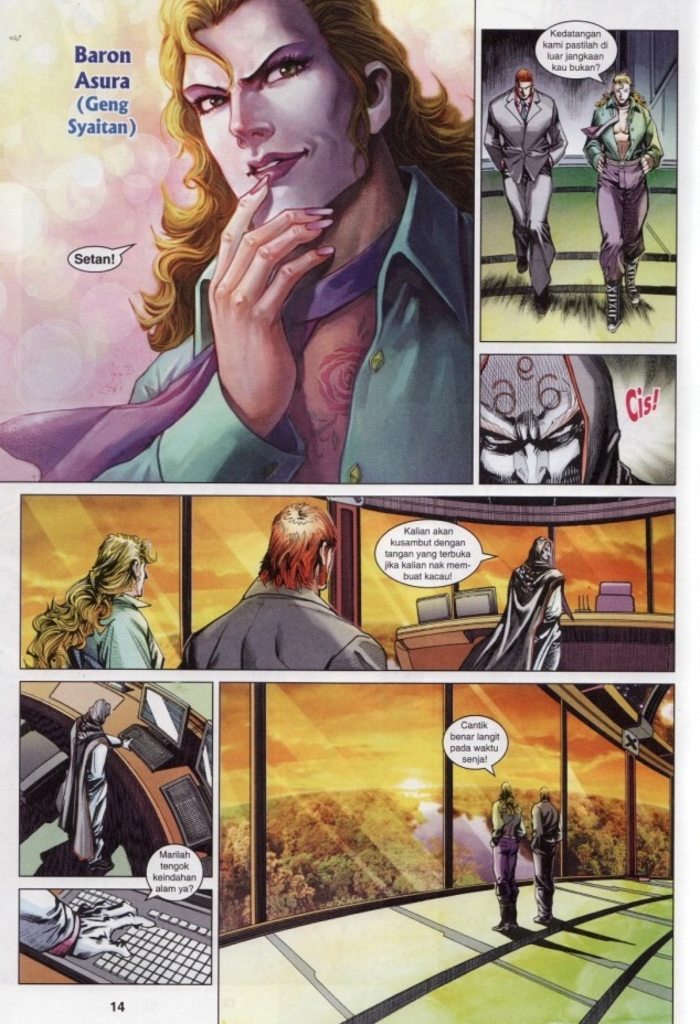 Baron
Asura
(Geng
Syaitan)
Setan!
Kedatangan
kami pastilah di
luar jangkaan
kau bukan?
Cis!
Kalian akan
kusambut dengan
tangan yang terbuka
jika kalian nak mem-
buat kacau!
Marilah
tengok
keindahan
alam ya?
Cantik
benar langit
pada waktu
senja!
14